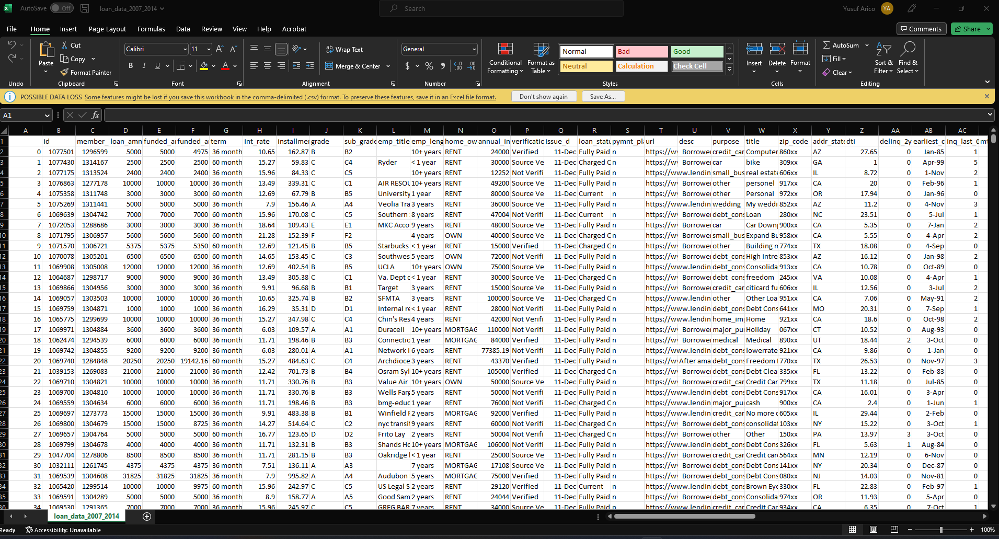 AutoSave Off loan_data_2007_2014 Search Yusuf Arico YA
File Home Insert Page Layout Formulas Data Review View Help Acrobat Comments Share
Paste Cut Copy Format Painter Calibri 11 Wrap Text Merge & Center General Conditional Formatting Format as Table Normal Bad Good Neutral Calculation Check Cell Insert Delete Format AutoSum Fill Clear Sort & Filter Find & Select
Undo Clipboard Font Alignment Number Styles Cells Editing
POSSIBLE DATA LOSS Some features might be lost if you save this workbook in the comma-delimited (.csv) format. To preserve these features, save it in an Excel file format. Don't show again Save As...
A1 fx
A B C D E F G H I J K L M N O P Q R S T U V W X Y Z AA AB AC
1 id member_ loan_amn funded_a funded_a term int_rate installme grade sub_grade emp_title emp_leng home_ow annual_in verificatic issue_d loan_statu pymnt_pl url desc purpose title zip_code addr_state dti delinq_2y earliest_c inq_last_6 mt
2 0 1077501 1296599 5000 5000 4975 36 month 10.65 162.87 B B2 10+ years RENT 24000 Verified 11-Dec Fully Paid n https://w Borrower credit_car Computer 860xx AZ 27.65 0 Jan-85 1
3 1 1077430 1314167 2500 2500 2500 60 month 15.27 59.83 C C4 Ryder < 1 year RENT 30000 Source Ve 11-Dec Charged C n https://w Borrower car bike 309xx GA 1 0 Apr-99 5
4 2 1077175 1313524 2400 2400 2400 36 month 15.96 84.33 C C5 10+ years RENT 12252 Not Verifi 11-Dec Fully Paid n https://www.lendin small_bus real estate 606xx IL 8.72 0 1-Nov 2
5 3 1076863 1277178 10000 10000 10000 36 month 13.49 339.31 C C1 AIR RESOU 10+ years RENT 49200 Source Ve 11-Dec Fully Paid n https://w Borrower other personel 917xx CA 20 0 Feb-96 1
6 4 1075358 1311748 3000 3000 3000 60 month 12.69 67.79 B B5 University 1 year RENT 80000 Source Ve 11-Dec Current n https://w Borrower other Personal 972xx OR 17.94 0 Jan-96 0
7 5 1075269 1311441 5000 5000 5000 36 month 7.9 156.46 A A4 Veolia Tra 3 years RENT 36000 Source Ve 11-Dec Fully Paid n https://www.lendin wedding My weddi 852xx AZ 11.2 0 4-Nov 3
8 6 1069639 1304742 7000 7000 7000 60 month 15.96 170.08 C C5 Southern 8 years RENT 47004 Not Verifi 11-Dec Current n https://w Borrower debt_cons Loan 280xx NC 23.51 0 5-Jul 1
9 7 1072053 1288686 3000 3000 3000 36 month 18.64 109.43 E E1 MKC Acco 9 years RENT 48000 Source Ve 11-Dec Fully Paid n https://w Borrower car Car Down 900xx CA 5.35 0 7-Jan 2
10 8 1071795 1306957 5600 5600 5600 60 month 21.28 152.39 F F2 4 years OWN 40000 Source Ve 11-Dec Charged C n https://w Borrower small_bus Expand Bu 958xx CA 5.55 0 4-Apr 2
11 9 1071570 1306721 5375 5375 5350 60 month 12.69 121.45 B B5 Starbucks < 1 year RENT 15000 Verified 11-Dec Charged C n https://w Borrower other Building n 774xx TX 18.08 0 4-Sep 0
12 10 1070078 1305201 6500 6500 6500 60 month 14.65 153.45 C C3 Southwes 5 years OWN 72000 Not Verifi 11-Dec Fully Paid n https://w Borrower debt_cons High intre 853xx AZ 16.12 0 Jan-98 2
13 11 1069908 1305008 12000 12000 12000 36 month 12.69 402.54 B B5 UCLA 10+ years OWN 75000 Source Ve 11-Dec Fully Paid n https://www.lendin debt_cons Consolida 913xx CA 10.78 0 Oct-89 0
14 12 1064687 1298717 9000 9000 9000 36 month 13.49 305.38 C C1 Va. Dept c < 1 year RENT 30000 Source Ve 11-Dec Charged C n https://w Borrower debt_cons freedom 245xx VA 10.08 0 4-Apr 1
15 13 1069866 1304956 3000 3000 3000 36 month 9.91 96.68 B B1 Target 3 years RENT 15000 Source Ve 11-Dec Fully Paid n https://w Borrower credit_car citicard fu 606xx IL 12.56 0 3-Jul 2
16 14 1069057 1303503 10000 10000 10000 36 month 10.65 325.74 B B2 SFMTA 3 years RENT 100000 Source Ve 11-Dec Charged C n https://w Borrower other Other Loa 951xx CA 7.06 0 May-91 2
17 15 1069759 1304871 1000 1000 1000 36 month 16.29 35.31 D D1 Internal re < 1 year RENT 28000 Not Verifi 11-Dec Fully Paid n https://www.lendin debt_cons Debt Cons 641xx MO 20.31 0 7-Sep 1
18 16 1065775 1299699 10000 10000 10000 36 month 15.27 347.98 C C4 Chin's Res 4 years RENT 42000 Not Verifi 11-Dec Fully Paid n https://www.lendin home_imp Home 921xx CA 18.6 0 Oct-98 2
19 17 1069971 1304884 3600 3600 3600 36 month 6.03 109.57 A A1 Duracell 10+ years MORTGAG 110000 Not Verifi 11-Dec Fully Paid n https://w Borrower major_pur Holiday 067xx CT 10.52 0 Aug-93 0
20 18 1062474 1294539 6000 6000 6000 36 month 11.71 198.46 B B3 Connectic 1 year MORTGAG 84000 Verified 11-Dec Fully Paid n https://w Borrower medical Medical 890xx UT 18.44 2 3-Oct 0
21 19 1069742 1304855 9200 9200 9200 36 month 6.03 280.01 A A1 Network I 6 years RENT 77385.19 Not Verifi 11-Dec Fully Paid n https://www.lendin debt_cons lowerrate 921xx CA 9.86 0 1-Jan 0
22 20 1069740 1284848 20250 20250 19142.16 60 month 15.27 484.63 C C4 Archdioce 3 years RENT 43370 Verified 11-Dec Fully Paid n https://w After ama debt_cons Freedom 770xx TX 26.53 0 Nov-97 3
23 21 1039153 1269083 21000 21000 21000 36 month 12.42 701.73 B B4 Osram Syl 10+ years RENT 105000 Verified 11-Dec Charged C n https://w Borrower debt_cons Debt Clea 335xx FL 13.22 0 Feb-83 0
24 22 1069710 1304821 10000 10000 10000 36 month 11.71 330.76 B B3 Value Air 10+ years OWN 50000 Source Ve 11-Dec Fully Paid n https://w Borrower credit_car Credit Car 799xx TX 11.18 0 Jul-85 0
25 23 1069700 1304810 10000 10000 10000 36 month 11.71 330.76 B B3 Wells Farg 5 years RENT 50000 Not Verifi 11-Dec Fully Paid n https://www.lendin debt_cons Debt Cons 917xx CA 16.01 0 3-Apr 0
26 24 1069559 1304634 6000 6000 6000 36 month 11.71 198.46 B B3 bmg-educ 1 year RENT 76000 Not Verifi 11-Dec Charged C n https://www.lendin major_pur cash 900xx CA 2.4 0 1-Jun 1
27 25 1069697 1273773 15000 15000 15000 36 month 9.91 483.38 B B1 Winfield P 2 years MORTGAG 92000 Verified 11-Dec Fully Paid n https://www.lendin credit_car No more c 605xx IL 29.44 0 2-Feb 0
28 26 1069800 1304679 15000 15000 8725 36 month 14.27 514.64 C C2 nyc transit 9 years RENT 60000 Not Verifi 11-Dec Charged C n https://w Borrower debt_cons consolidat 103xx NY 15.22 0 3-Oct 1
29 27 1069657 1304764 5000 5000 5000 60 month 16.77 123.65 D D2 Frito Lay 2 years RENT 50004 Not Verifi 11-Dec Charged C n https://w Borrower other Other 150xx PA 13.97 3 3-Oct 0
30 28 1069799 1304678 4000 4000 4000 36 month 11.71 132.31 B B3 Shands Ho 10+ years MORTGAG 106000 Not Verifi 11-Dec Fully Paid n https://www.lendin debt_cons Debt Cons 326xx FL 5.63 1 Aug-84 0
31 29 1047704 1278806 8500 8500 8500 36 month 11.71 281.15 B B3 Oakridge < 1 year RENT 25000 Source Ve 11-Dec Fully Paid n https://w Borrower credit_car Credit car 564xx MN 12.19 0 6-Nov 0
32 30 1032111 1261745 4375 4375 4375 36 month 7.51 136.11 A A3 7 years MORTGAG 17108 Source Ve 11-Dec Fully Paid n https://w Borrower debt_cons Debt Cons 141xx NY 20.34 0 Dec-87 0
33 31 1069539 1304608 31825 31825 31825 36 month 7.9 995.82 A A4 Audubon 5 years MORTGAG 75000 Verified 11-Dec Fully Paid n https://w Borrower debt_cons Debt Cons 080xx NJ 14.03 0 Nov-81 0
34 32 1065420 1299514 10000 10000 9975 60 month 15.96 242.97 C C5 US Legal S 2 years RENT 29120 Verified 11-Dec Current n https://www.lendin debt_cons Brown Eye 330xx FL 22.83 0 Feb-97 1
35 33 1069591 1304289 5000 5000 5000 36 month 8.9 158.77 A A5 Good Sam 2 years RENT 24044 Verified 11-Dec Fully Paid n https://w Borrower debt_cons Consolida 974xx OR 11.93 0 5-Apr 0
36 34 1069530 1291365 7000 7000 7000 36 month 15.96 245.97 C C5 GREG BAR 7 years RENT 34000 Source Ve 11-Dec Fully Paid n https://w Borrower credit_car Credit Car 934xx CA 6.35 0 7-Oct 1
loan_data_2007_2014
Ready Accessibility: Unavailable 100%